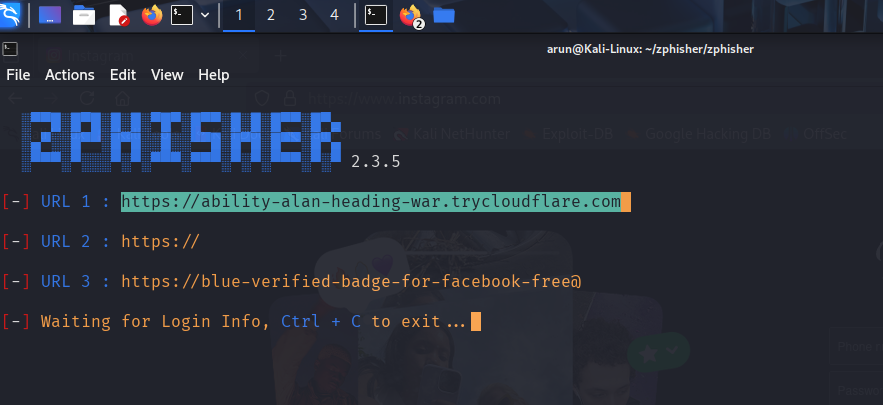 1 2 3 4 2
arun@Kali-Linux: ~/zphisher/zphisher
File Actions Edit View Help
www.instagram.com
Forums Kali NetHunter Exploit-DB Google Hacking DB OffSec
ZPHISHER 2.3.5
[-] URL 1 : https://ability-alan-heading-war.trycloudflare.com
[-] URL 2 : https://
[-] URL 3 : https://blue-verified-badge-for-facebook-free@
[-] Waiting for Login Info, Ctrl + C to exit...